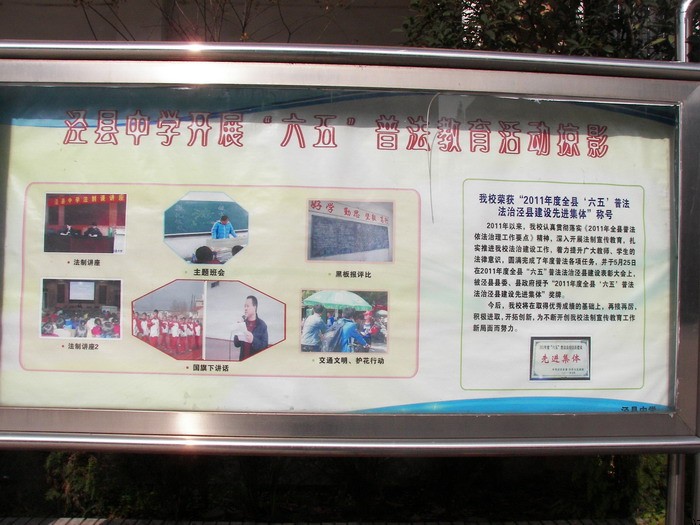 泾县中学开展“六五”普法教育活动掠影
法制讲座
主题班会
好学 勤思
黑板报评比
法制讲座2
国旗下讲话
交通文明、护花行动
我校荣获“2011年度全县‘六五’普法
法治泾县建设先进集体”称号
2011年以来，我校认真贯彻落实《2011年全县普法
依法治理工作要点》精神，深入开展法制宣传教育，扎
实推进法治建设工作，着力提升广大教师、学生的
法律意识，圆满完成了年度普法各项任务，并于5月25日
在2011年度全县“六五”普法法治泾县建设表彰大会上，
被泾县县委、县政府授予“2011年度全县“六五”
普法法治泾县建设先进集体”奖牌。
今后，我校将在取得优秀成绩的基础上，再接再厉，
积极进取，开拓创新，为不断开创我校法制宣传教育工作
新局面而努力。
先进集体
泾县中学